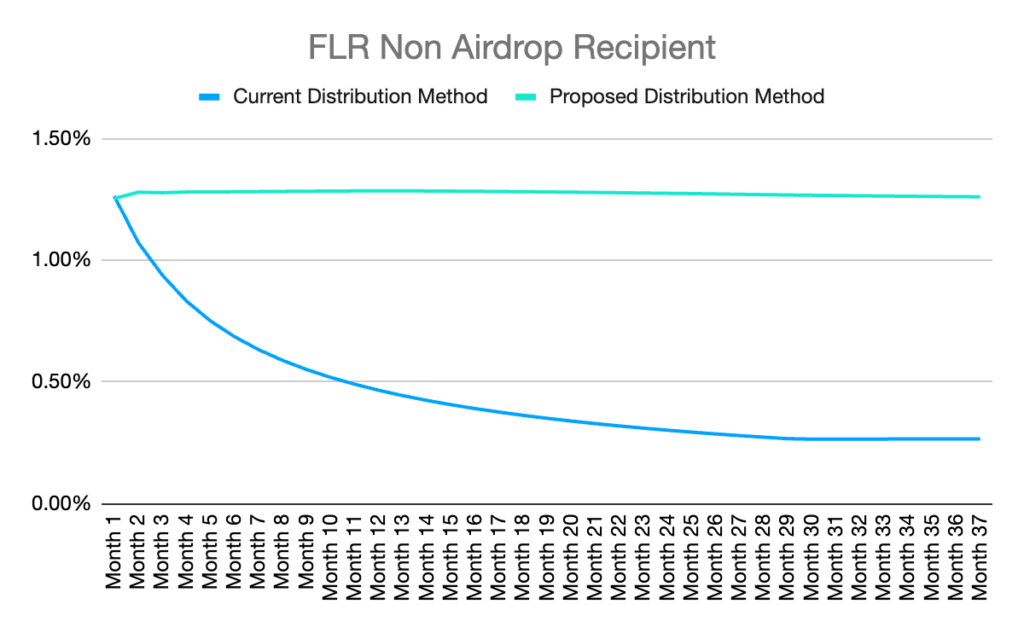 FLR Non Airdrop Recipient
Current Distribution Method
Proposed Distribution Method
1.50%
1.00%
0.50%
0.00%
Month 1
Month 2
Month 3
Month 4
Month 5
Month 6
Month 7
Month 8
Month 9
Month 10
Month 11
Month 12
Month 13
Month 14
Month 15
Month 16
Month 17
Month 18
Month 19
Month 20
Month 21
Month 22
Month 23
Month 24
Month 25
Month 26
Month 27
Month 28
Month 29
Month 30
Month 31
Month 32
Month 33
Month 34
Month 35
Month 36
Month 37